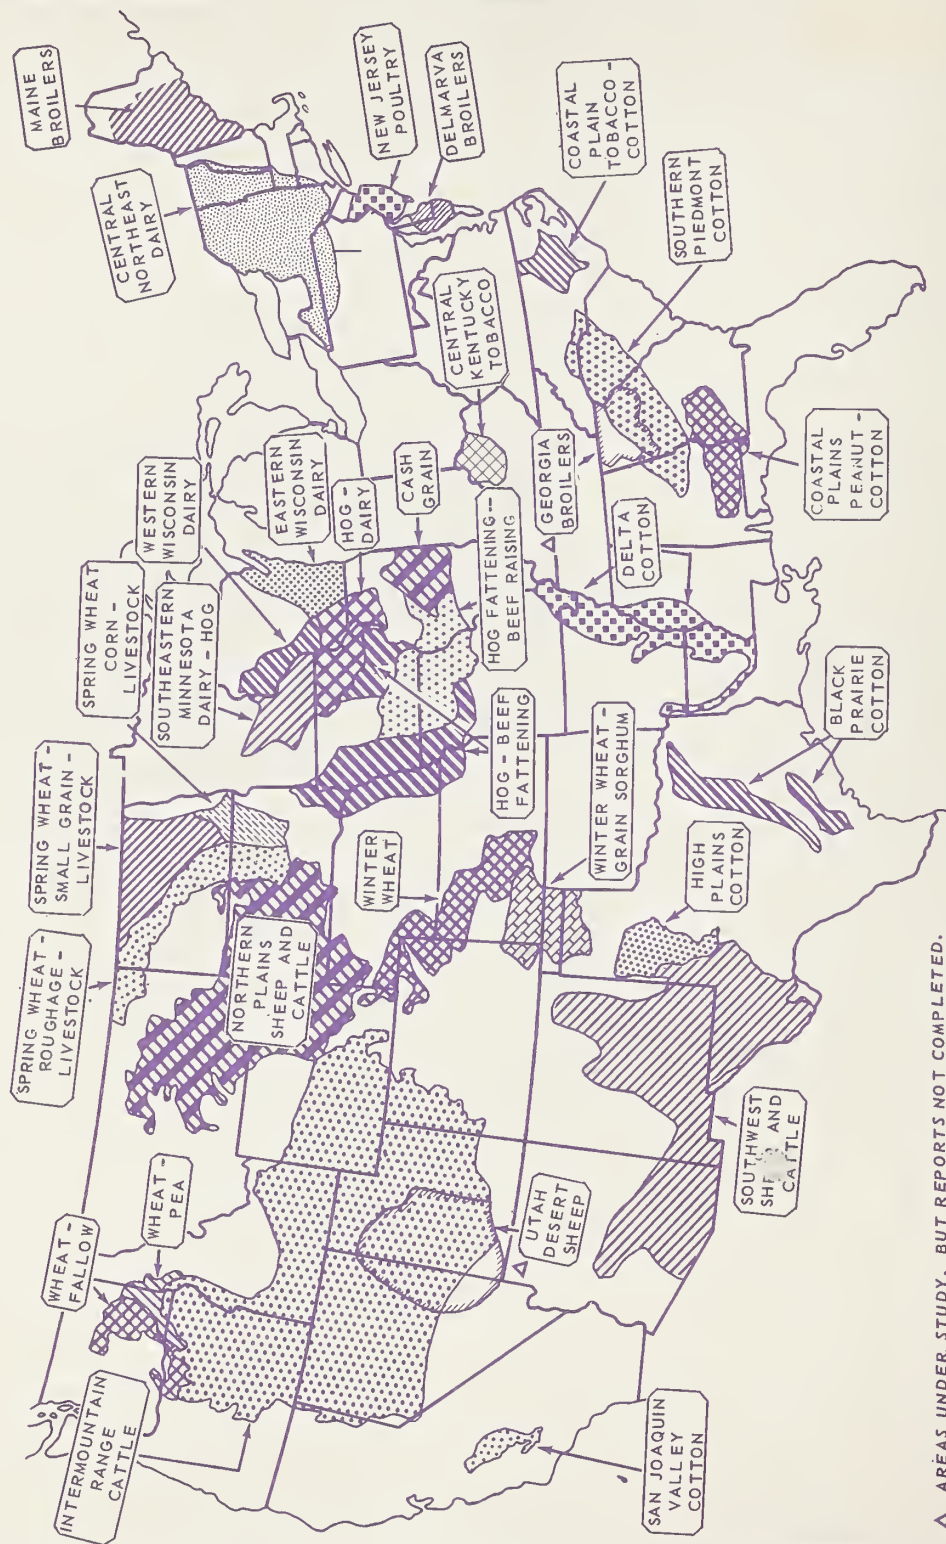 MAINE
BROILERS
CENTRAL
NORTHEAST
DAIRY
NEW JERSEY
POULTRY
DELMARVA
BROILERS
COASTAL
PLAIN
TOBACCO-
COTTON
SOUTHERN
PIEDMONT
COTTON
CENTRAL
KENTUCKY
TOBACCO
WESTERN
WISCONSIN
DAIRY
EASTERN
WISCONSIN
DAIRY
HOG-
DAIRY
CASH
GRAIN
GEORGIA
BROILERS
△
COASTAL
PLAINS
PEANUT-
COTTON
SPRING WHEAT
CORN-
LIVESTOCK
SOUTHEASTERN
MINNESOTA
DAIRY-HOG
HOG FATTENING--
BEEF RAISING
DELTA
COTTON
SPRING WHEAT-
SMALL GRAIN-
LIVESTOCK
HOG-BEEF
FATTENING
BLACK
PRAIRIE
COTTON
WINTER
WHEAT
WINTER WHEAT-
GRAIN SORGHUM
HIGH
PLAINS
COTTON
SPRING WHEAT-
ROUGHAGE-
LIVESTOCK
NORTHERN
PLAINS
SHEEP AND
CATTLE
SOUTHWEST
AND
CATTLE
WHEAT-
FALLOW
WHEAT-
PEA
UTAH
DESERT
SHEEP
△
INTERMOUNTAIN
RANGE
CATTLE
SAN JOAQUIN
VALLEY
COTTON
△ AREAS UNDER STUDY, BUT REPORTS NOT COMPLETED.